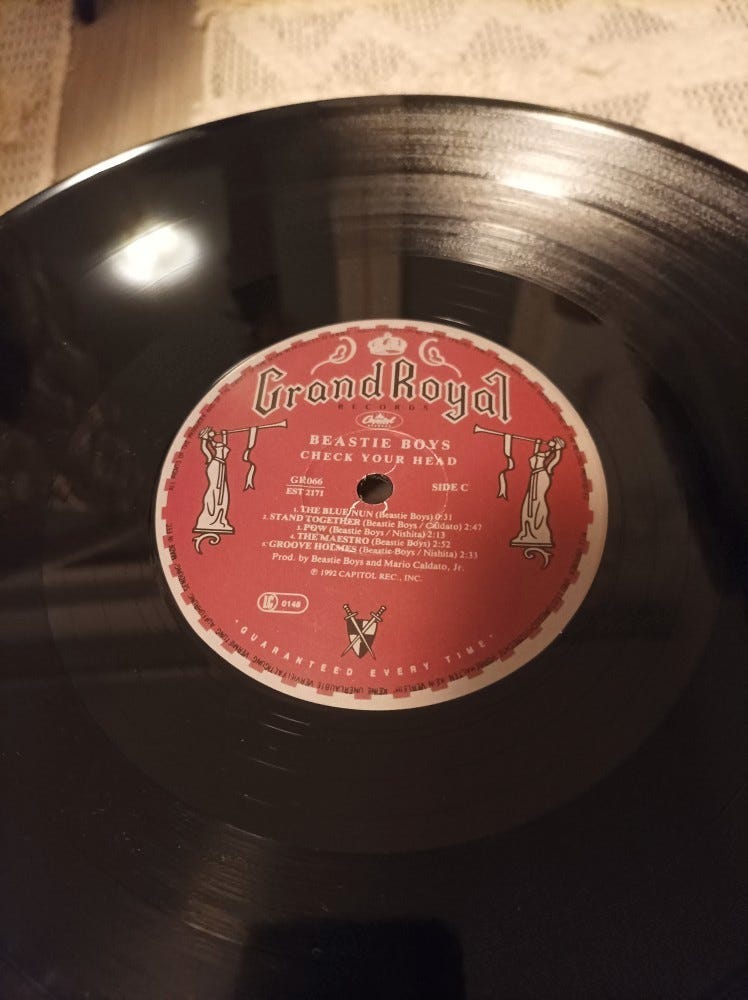 Grand Royal
RECORDS
Capitol
BEASTIE BOYS
CHECK YOUR HEAD
GR066
EST 2171
SIDE C
1. THE BLUE NUN (Beastie Boys) 0:31
2. STAND TOGETHER (Beastie Boys / Caldato) 2:47
3. POW (Beastie Boys / Nishita) 2:13
4. THE MAESTRO (Beastie Boys) 2:52
5. GROOVE HOLMES (Beastie Boys / Nishita) 2:33
Prod. by Beastie Boys and Mario Caldato, Jr.
℗ 1992 CAPITOL REC., INC.
LC 0148
· GUARANTEED EVERY TIME ·
KEINE UNERLAUBTE VERVIELFÄLTIGUNG